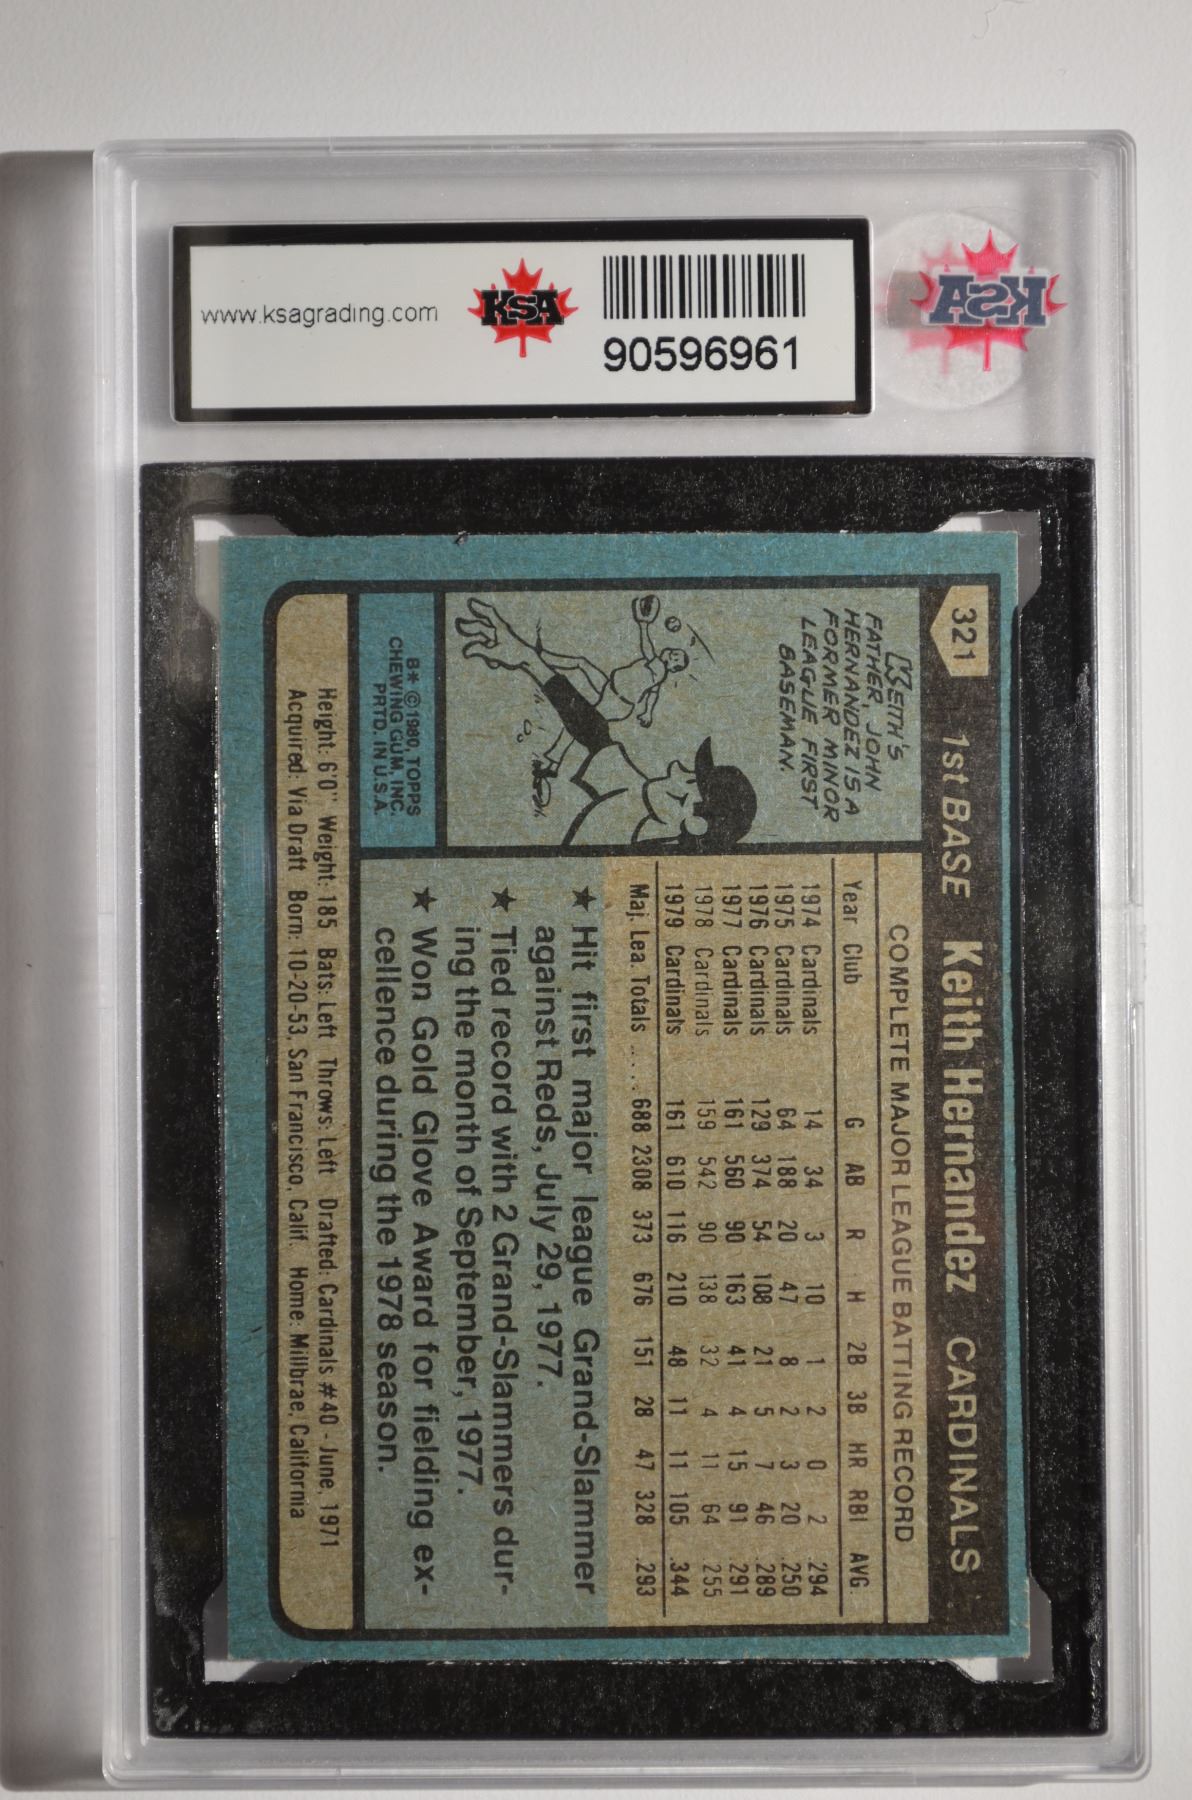 www.ksagrading.com
KSA
90596961
KSA
321 1st BASE Keith Hernandez CARDINALS
KEITH'S
FATHER, JOHN
HERNANDEZ IS A
FORMER MINOR
LEAGUE FIRST
BASEMAN.
B* ©1980, TOPPS
CHEWING GUM, INC.
PRTD. IN U.S.A.
COMPLETE MAJOR LEAGUE BATTING RECORD
Year Club G AB R H 2B 3B HR RBI AVG.
1974 Cardinals 14 34 3 10 1 2 0 2 .294
1975 Cardinals 64 188 20 47 8 2 3 20 .250
1976 Cardinals 129 374 54 108 21 5 7 46 .289
1977 Cardinals 161 560 90 163 41 4 15 91 .291
1978 Cardinals 159 542 90 138 32 4 11 64 .255
1979 Cardinals 161 610 116 210 48 11 11 105 .344
Maj. Lea. Totals .... 688 2308 373 676 151 28 47 328 .293
★ Hit first major league Grand-Slammer
against Reds, July 29, 1977.
★ Tied record with 2 Grand-Slammers dur-
ing the month of September, 1977.
★ Won Gold Glove Award for fielding ex-
cellence during the 1978 season.
Height: 6'0" Weight: 185 Bats: Left Throws: Left Drafted: Cardinals #40 - June, 1971
Acquired: Via Draft Born: 10-20-53, San Francisco, Calif. Home: Millbrae, California